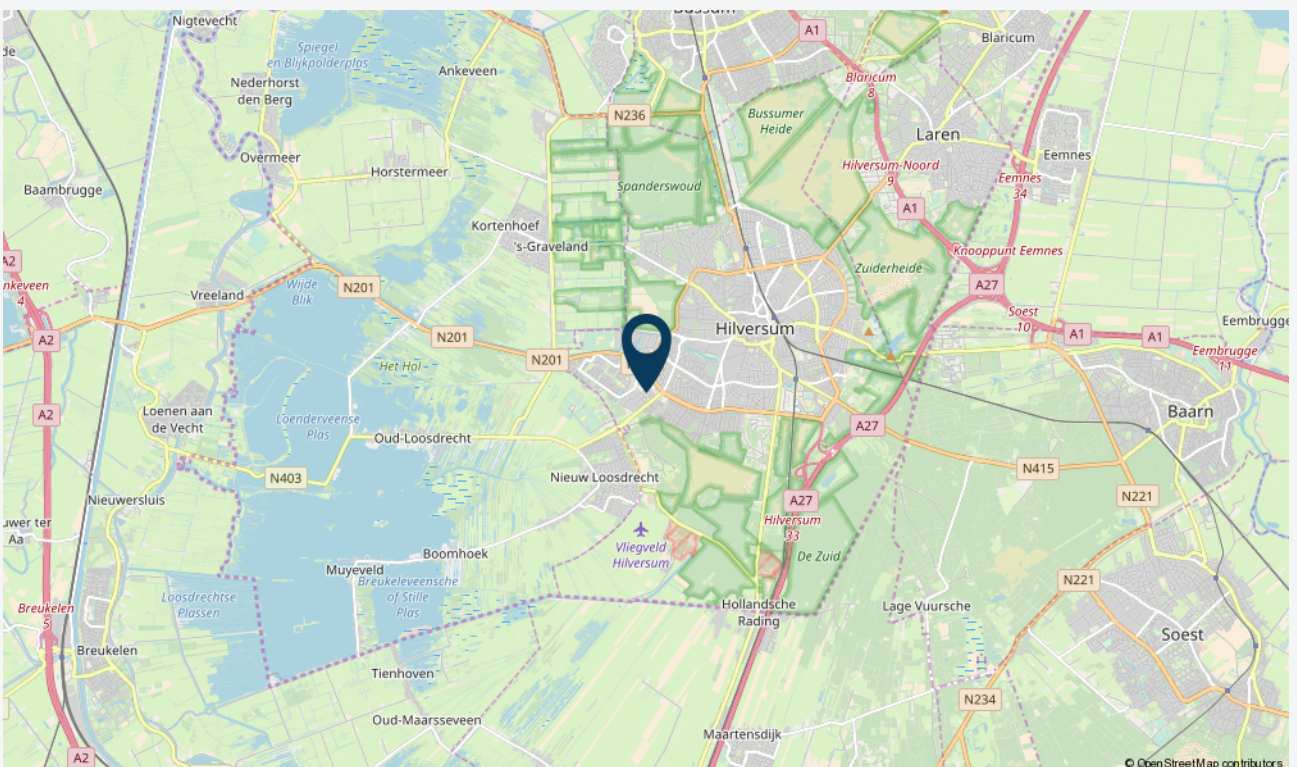 Nigtevecht
Bussum
A1
Blaricum
de
Spiegel
en Blijkpolderplas
Ankeveen
Blaricum
8
Nederhorst
den Berg
N236
Bussumer
Heide
Laren
Overmeer
Horstermeer
Hilversum-Noord
9
Eemnes
Eemnes
34
Baambrugge
Spanderswoud
A1
Kortenhoef
's-Graveland
Knooppunt Eemnes
A2
nkeveen
4
Vreeland
Wijde
Blik
N201
Zuiderheide
A27
Soest
10
Eembrugge
A2
N201
Hilversum
A1
A1
N201
Het Hol
Eembrugge
11
A2
Loenen aan
de Vecht
Loenderveense
Plas
Baarn
A27
Oud-Loosdrecht
N403
Nieuw Loosdrecht
N415
Nieuwersluis
A27
N221
uwer ter
Aa
Vliegveld
Hilversum
Hilversum
33
De Zuid
Boomhoek
Muyeveld
Breukeleveensche
of Stille
Plas
N221
Loosdrechtse
Plassen
Breukelen
5
Hollandsche
Rading
Lage Vuursche
Soest
Breukelen
Tienhoven
N234
Oud-Maarsseveen
Maartensdijk
A2
© OpenStreetMap contributors